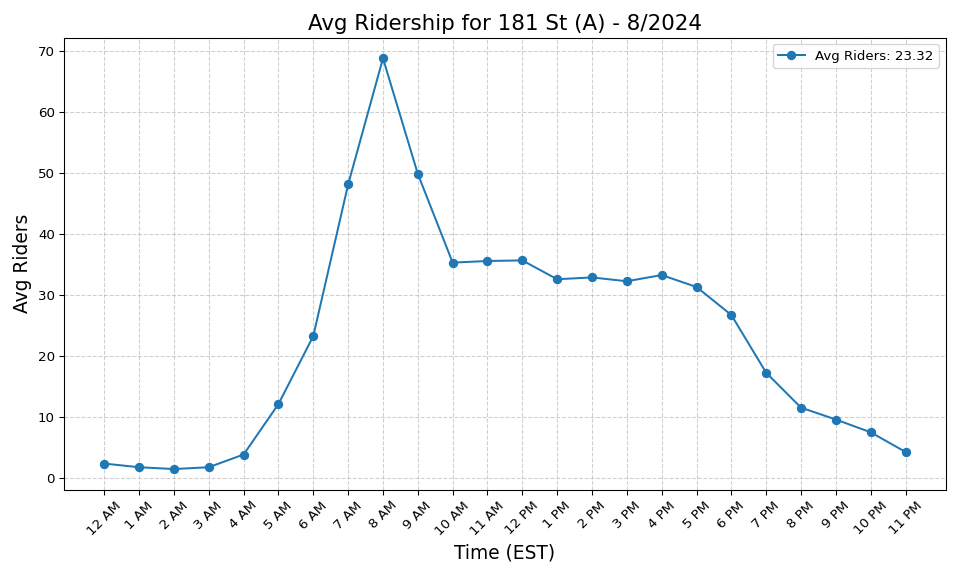 Avg Ridership for 181 St (A) - 8/2024
Avg Riders: 23.32
Avg Riders
70
60
50
40
30
20
10
0
12 AM
1 AM
2 AM
3 AM
4 AM
5 AM
6 AM
7 AM
8 AM
9 AM
10 AM
11 AM
12 PM
1 PM
2 PM
3 PM
4 PM
5 PM
6 PM
7 PM
8 PM
9 PM
10 PM
11 PM
Time (EST)